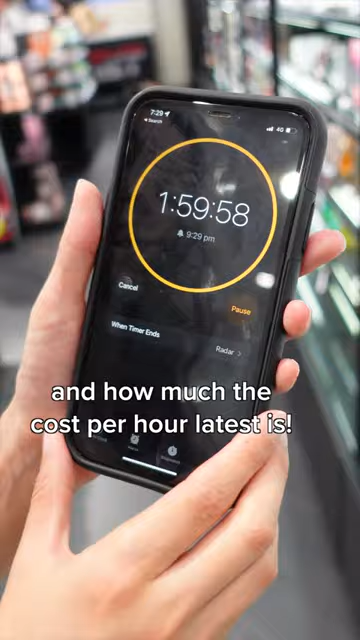 7:29
Search
4G
1:59:58
9:29 pm
Cancel
Pause
When Timer Ends
Radar >
and how much the
cost per hour latest is!